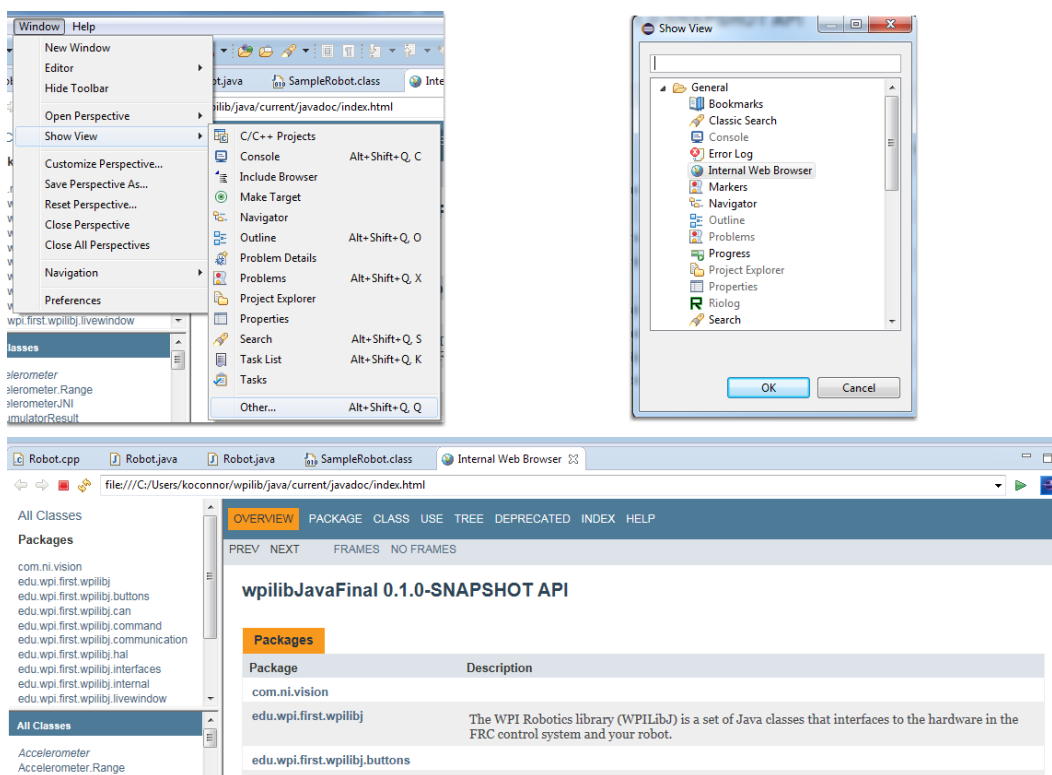 Window Help
New Window
Editor
Hide Toolbar
Open Perspective
Show View
Customize Perspective...
Save Perspective As...
Reset Perspective...
Close Perspective
Close All Perspectives
Navigation
Preferences
wpi.first.wpilibj.livewindow
lasses
elerometer
elerometer.Range
elerometerJNI
umulatorResult
ot.java SampleRobot.class Inte
pilib/java/current/javadoc/index.html
C/C++ Projects
Console Alt+Shift+Q, C
Include Browser
Make Target
Navigator
Outline Alt+Shift+Q, O
Problem Details
Problems Alt+Shift+Q, X
Project Explorer
Properties
Search Alt+Shift+Q, S
Task List Alt+Shift+Q, K
Tasks
Other... Alt+Shift+Q, Q
Show View
General
Bookmarks
Classic Search
Console
Error Log
Internal Web Browser
Markers
Navigator
Outline
Problems
Progress
Project Explorer
Properties
Riolog
Search
OK Cancel
Robot.cpp Robot.java Robot.java SampleRobot.class Internal Web Browser
file:///C:/Users/koconnor/wpilib/java/current/javadoc/index.html
All Classes
Packages
com.ni.vision
edu.wpi.first.wpilibj
edu.wpi.first.wpilibj.buttons
edu.wpi.first.wpilibj.can
edu.wpi.first.wpilibj.command
edu.wpi.first.wpilibj.communication
edu.wpi.first.wpilibj.hal
edu.wpi.first.wpilibj.interfaces
edu.wpi.first.wpilibj.internal
edu.wpi.first.wpilibj.livewindow
All Classes
Accelerometer
Accelerometer.Range
OVERVIEW PACKAGE CLASS USE TREE DEPRECATED INDEX HELP
PREV NEXT FRAMES NO FRAMES
wpilibJavaFinal 0.1.0-SNAPSHOT API
Packages
Package Description
com.ni.vision
edu.wpi.first.wpilibj The WPI Robotics library (WPILibJ) is a set of Java classes that interfaces to the hardware in the
FRC control system and your robot.
edu.wpi.first.wpilibj.buttons